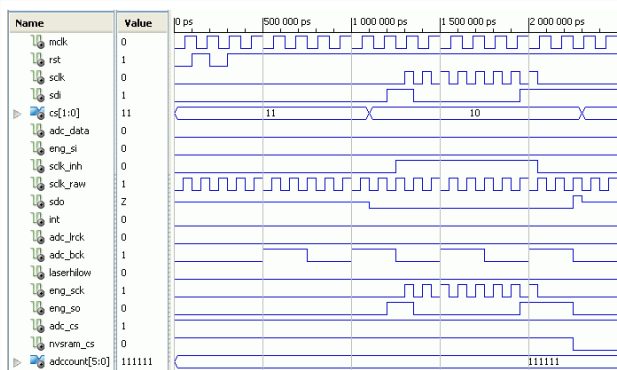 Name Value 0 ps 500 000 ps 1 000 000 ps 1 500 000 ps 2 000 000 ps
mclk 0
rst 1
sclk 0
sdi 1
cs[1:0] 11 11 10
adc_data 0
eng_si 0
sclk_inh 0
sclk_raw 1
sdo Z
int 0
adc_lrck 0
adc_bck 1
laserhilow 0
eng_sck 1
eng_so 0
adc_cs 1
nvsram_cs 0
adccount[5:0] 111111 111111